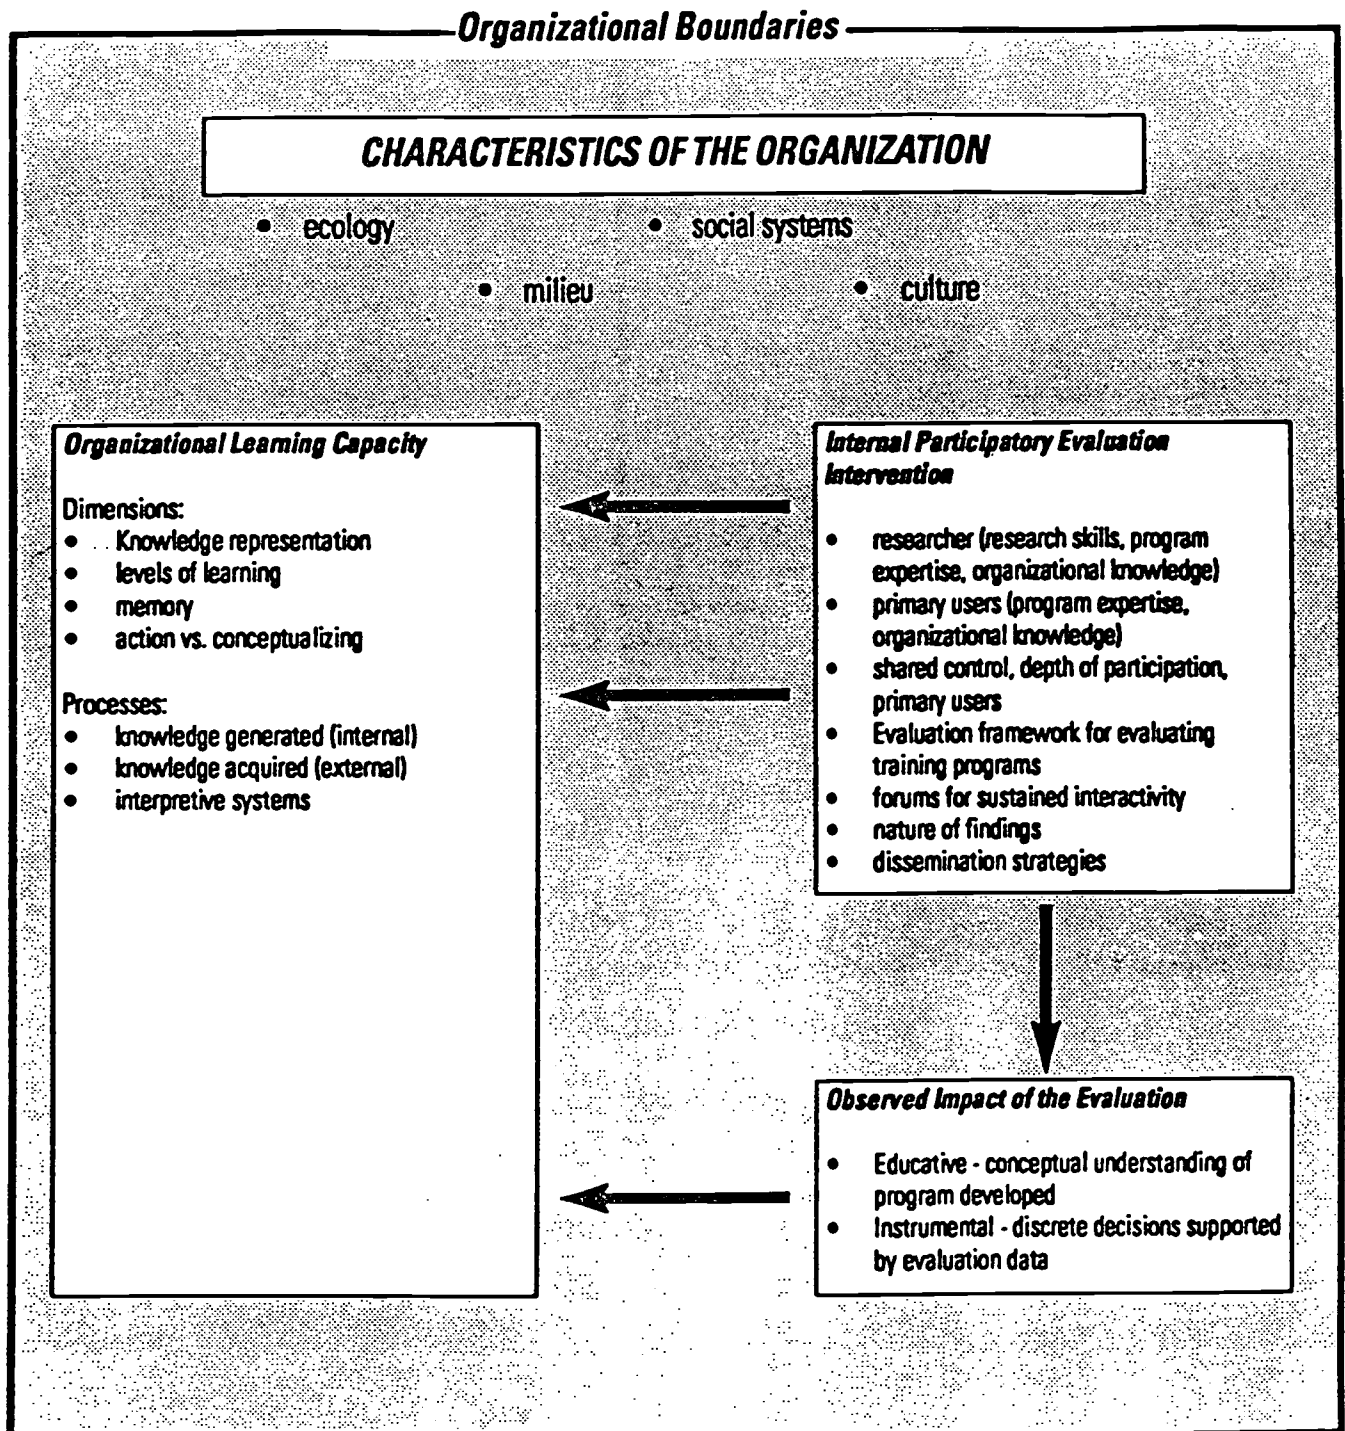 Organizational Boundaries
CHARACTERISTICS OF THE ORGANIZATION
• ecology
• social systems
• milieu
• culture
Organizational Learning Capacity
Dimensions:
• Knowledge representation
• levels of learning
• memory
• action vs. conceptualizing
Processes:
• knowledge generated (internal)
• knowledge acquired (external)
• interpretive systems
Internal Participatory Evaluation
Intervention
• researcher (research skills, program
expertise, organizational knowledge)
• primary users (program expertise,
organizational knowledge)
• shared control, depth of participation,
primary users
• Evaluation framework for evaluating
training programs
• forums for sustained interactivity
• nature of findings
• dissemination strategies
Observed Impact of the Evaluation
• Educative - conceptual understanding of
program developed
• Instrumental - discrete decisions supported
by evaluation data